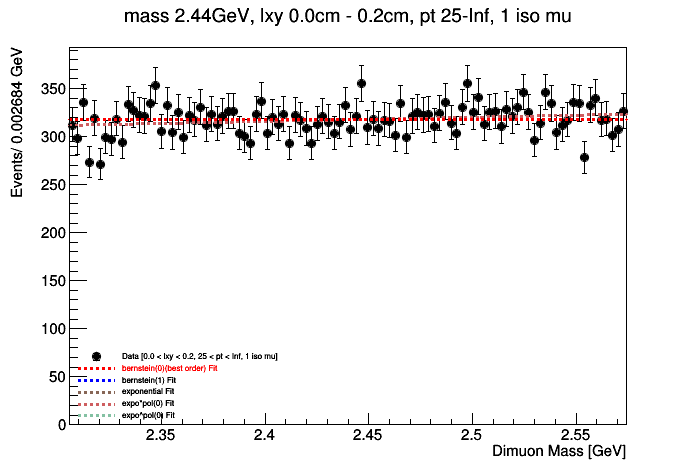 mass 2.44GeV, lxy 0.0cm - 0.2cm, pt 25-Inf, 1 iso mu
Events/ 0.002684 GeV
350
300
250
200
150
100
50
0
Data [0.0 < lxy < 0.2, 25 < pt < Inf, 1 iso mu]
bernstein(0)(best order) Fit
bernstein(1) Fit
exponential Fit
expo*pol(0) Fit
expo^pol(0) Fit
2.35
2.4
2.45
2.5
2.55
Dimuon Mass [GeV]